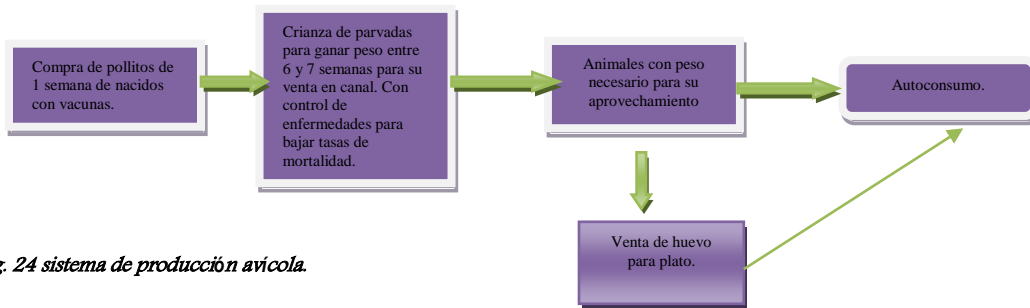 Compra de pollitos de
1 semana de nacidos
con vacunas.
Crianza de parvadas
para ganar peso entre
6 y 7 semanas para su
venta en canal. Con
control de
enfermedades para
bajar tasas de
mortalidad.
Animales con peso
necesario para su
aprovechamiento
Autoconsumo.
Venta de huevo
para plato.
. 24 sistema de producción avícola.